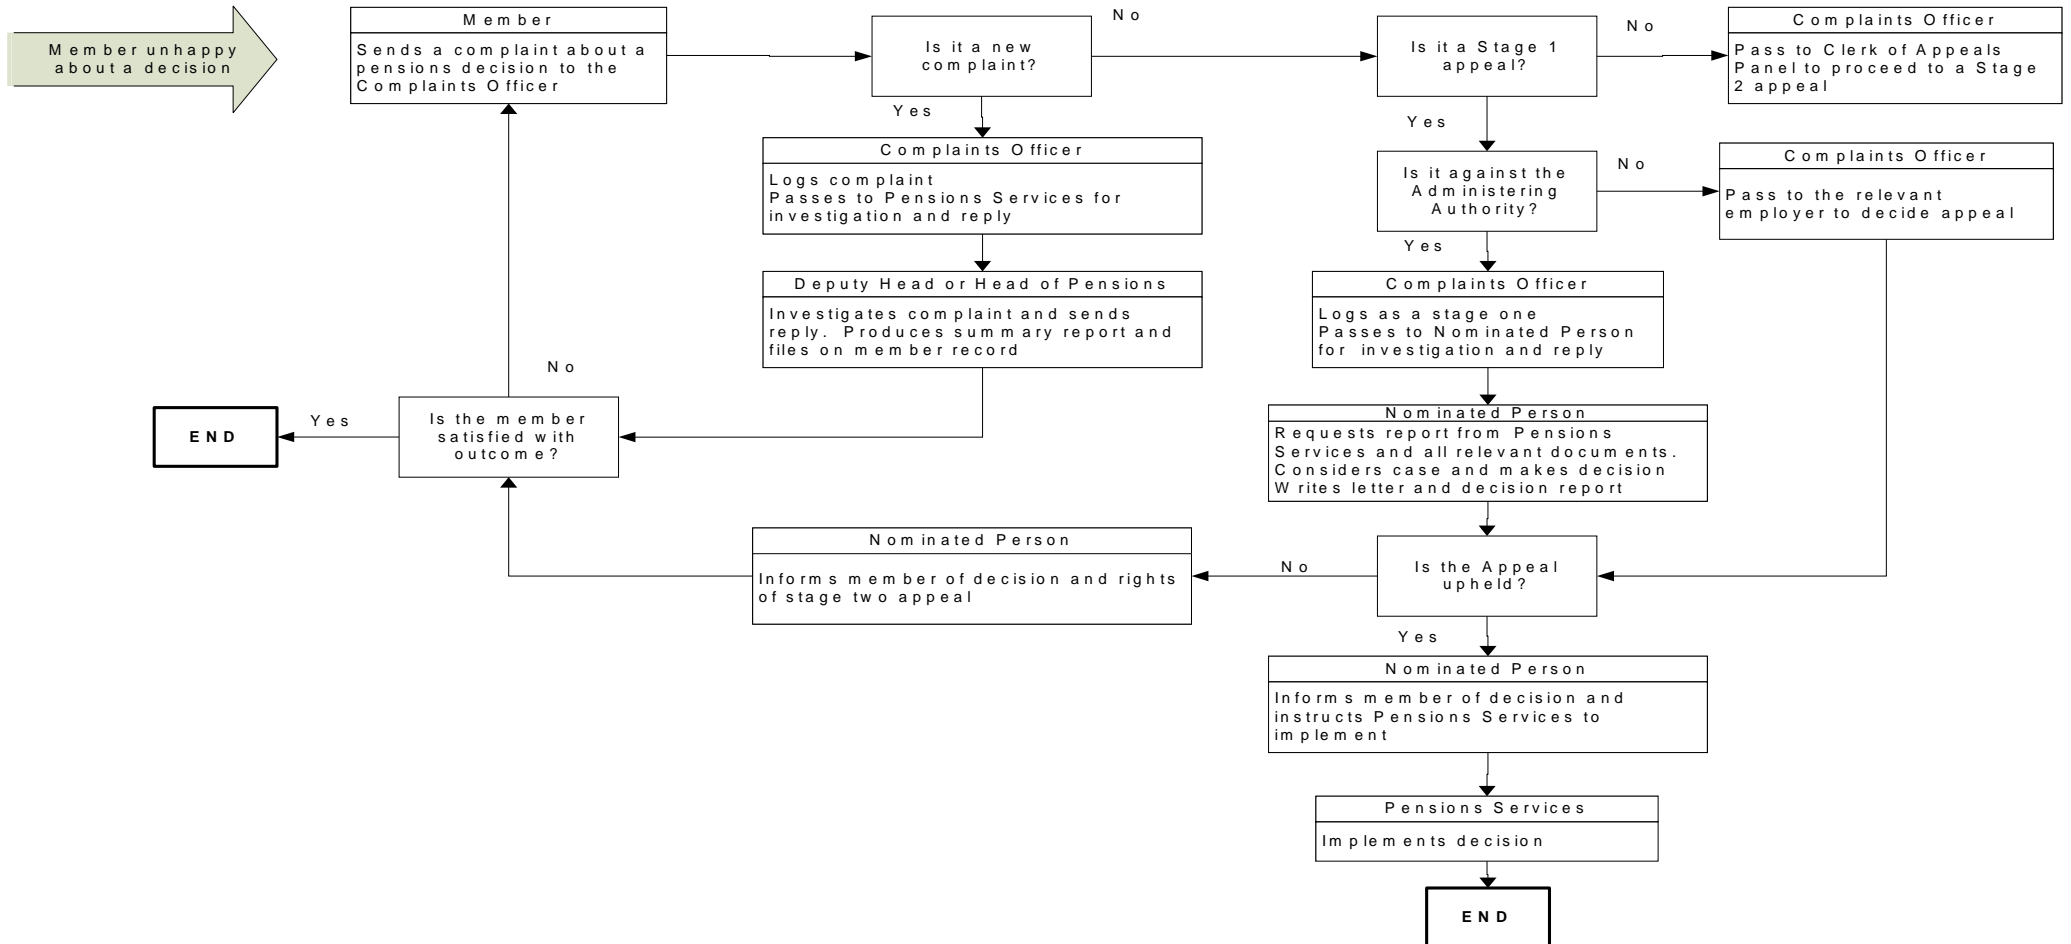 Member unhappy
about a decision
Member
Sends a complaint about a
pensions decision to the
Complaints Officer
Is it a new
complaint?
No
Is it a Stage 1
appeal?
No
Complaints Officer
Pass to Clerk of Appeals
Panel to proceed to a Stage
2 appeal
Yes
Complaints Officer
Logs complaint
Passes to Pensions Services for
investigation and reply
Yes
Is it against the
Administering
Authority?
No
Complaints Officer
Pass to the relevant
employer to decide appeal
Deputy Head or Head of Pensions
Investigates complaint and sends
reply. Produces summary report and
files on member record
Yes
Complaints Officer
Logs as a stage one
Passes to Nominated Person
for investigation and reply
No
END
Yes
Is the member
satisfied with
outcome?
Nominated Person
Requests report from Pensions
Services and all relevant documents.
Considers case and makes decision
Writes letter and decision report
Nominated Person
Informs member of decision and rights
of stage two appeal
No
Is the Appeal
upheld?
Yes
Nominated Person
Informs member of decision and
instructs Pensions Services to
implement
Pensions Services
Implements decision
END